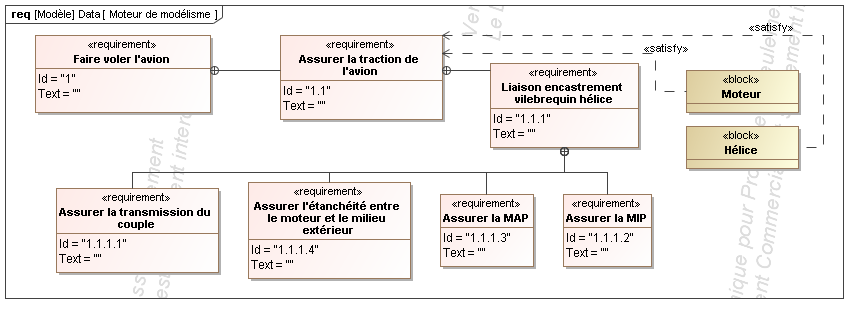 req [Modèle] Data [ Moteur de modélisme ]
«requirement»
Faire voler l'avion
Id = "1"
Text = ""
«requirement»
Assurer la traction de
l'avion
Id = "1.1"
Text = ""
«requirement»
Liaison encastrement
vilebrequin hélice
Id = "1.1.1"
Text = ""
«satisfy»
«satisfy»
«block»
Moteur
«block»
Hélice
«requirement»
Assurer la transmission du
couple
Id = "1.1.1.1"
Text = ""
«requirement»
Assurer l'étanchéité entre
le moteur et le milieu
extérieur
Id = "1.1.1.4"
Text = ""
«requirement»
Assurer la MAP
Id = "1.1.1.3"
Text = ""
«requirement»
Assurer la MIP
Id = "1.1.1.2"
Text = ""